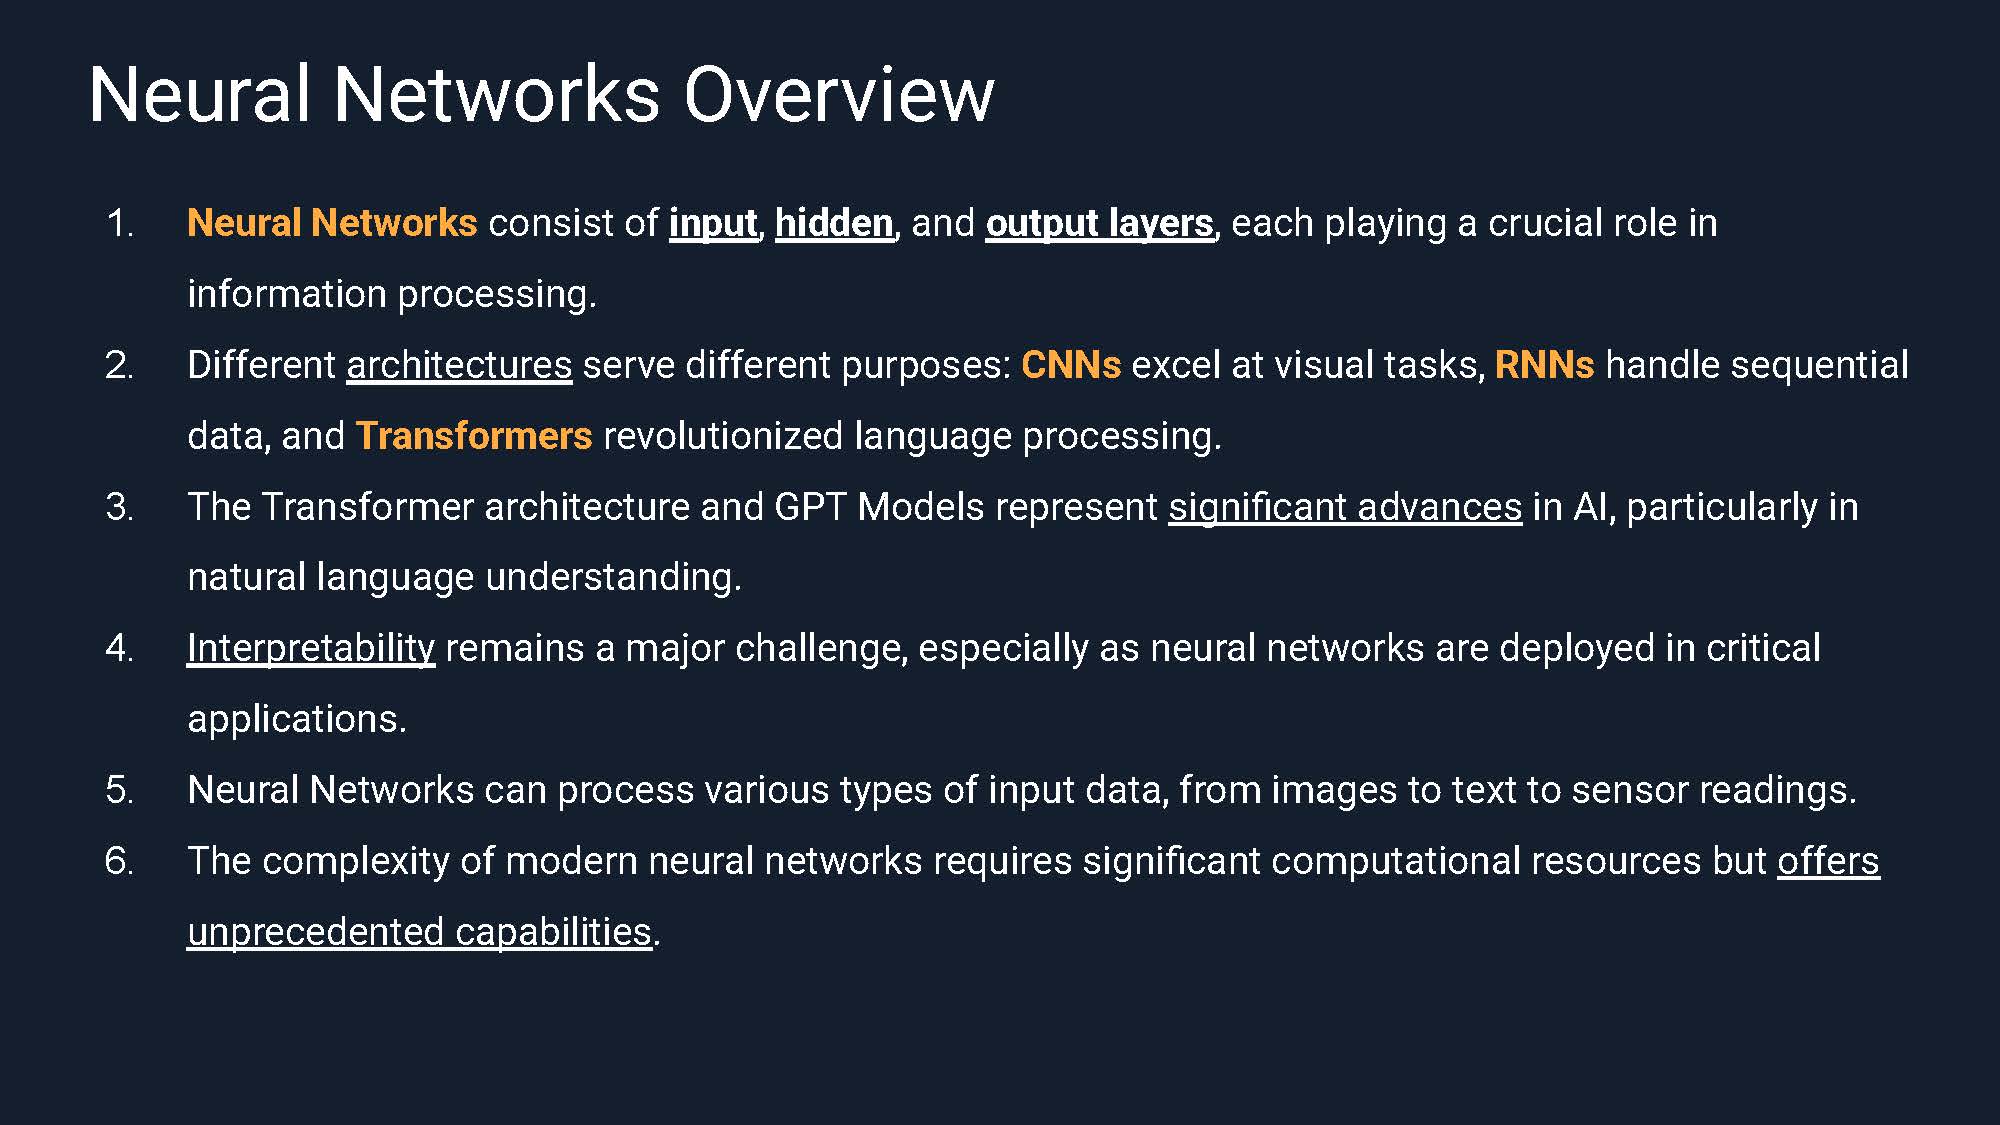 Neural Networks Overview
1. Neural Networks consist of input, hidden, and output layers, each playing a crucial role in
information processing.
2. Different architectures serve different purposes: CNNs excel at visual tasks, RNNs handle sequential
data, and Transformers revolutionized language processing.
3. The Transformer architecture and GPT Models represent significant advances in AI, particularly in
natural language understanding.
4. Interpretability remains a major challenge, especially as neural networks are deployed in critical
applications.
5. Neural Networks can process various types of input data, from images to text to sensor readings.
6. The complexity of modern neural networks requires significant computational resources but offers
unprecedented capabilities.